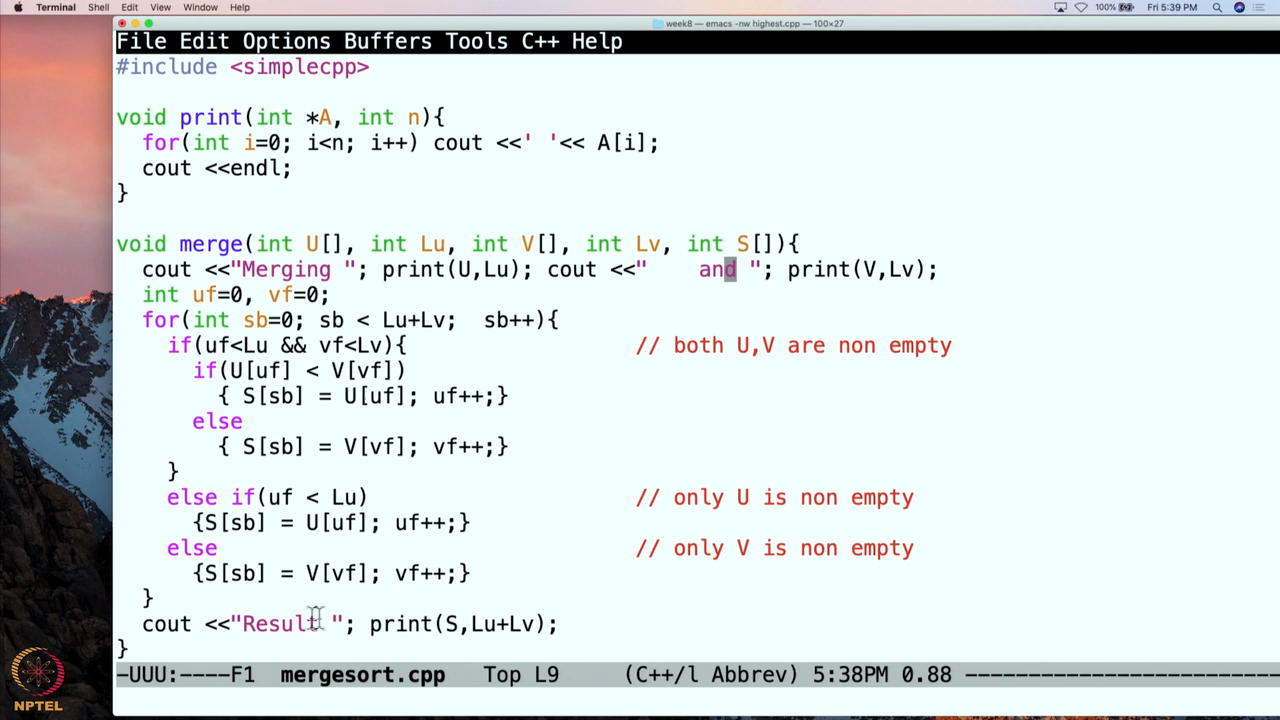 Terminal Shell Edit View Window Help 100% Fri 5:39 PM
week8 — emacs -nw highest.cpp — 100×27
File Edit Options Buffers Tools C++ Help
#include <simplecpp>
void print(int *A, int n){
for(int i=0; i<n; i++) cout <<' '<< A[i];
cout <<endl;
}
void merge(int U[], int Lu, int V[], int Lv, int S[]){
cout <<"Merging "; print(U,Lu); cout <<"    and "; print(V,Lv);
int uf=0, vf=0;
for(int sb=0; sb < Lu+Lv;  sb++){
if(uf<Lu && vf<Lv){ // both U,V are non empty
if(U[uf] < V[vf])
{ S[sb] = U[uf]; uf++;}
else
{ S[sb] = V[vf]; vf++;}
}
else if(uf < Lu) // only U is non empty
{S[sb] = U[uf]; uf++;}
else // only V is non empty
{S[sb] = V[vf]; vf++;}
}
cout <<"Result "; print(S,Lu+Lv);
}
-UUU:----F1 mergesort.cpp Top L9 (C++/l Abbrev) 5:38PM 0.88 --------------------------
NPTEL